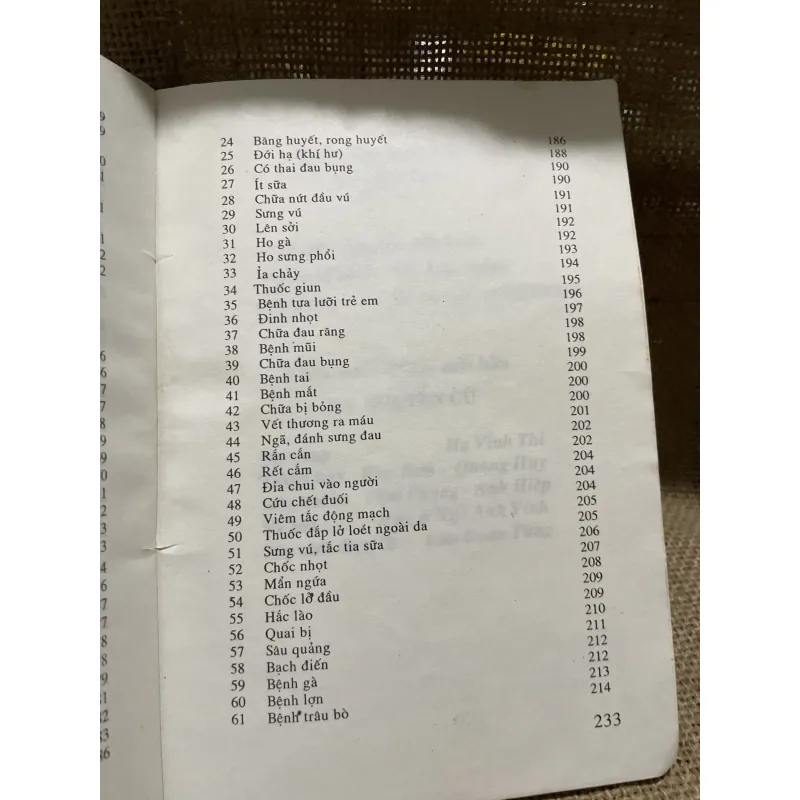 24 Băng huyết, rong huyết 186
25 Đới hạ (khí hư) 188
26 Có thai đau bụng 190
27 Ít sữa 190
28 Chữa nứt đầu vú 191
29 Sưng vú 191
30 Lên sởi 192
31 Ho gà 192
32 Ho sưng phổi 193
33 Ỉa chảy 194
34 Thuốc giun 195
35 Bệnh tưa lưỡi trẻ em 196
36 Đinh nhọt 197
37 Chữa đau răng 198
38 Bệnh mũi 198
39 Chữa đau bụng 199
40 Bệnh tai 200
41 Bệnh mắt 200
42 Chữa bị bỏng 200
43 Vết thương ra máu 201
44 Ngã, đánh sưng đau 202
45 Rắn cắn 202
46 Rết cắm 204
47 Đỉa chui vào người 204
48 Cứu chết đuối 204
49 Viêm tắc động mạch 205
50 Thuốc đắp lở loét ngoài da 205
51 Sưng vú, tắc tia sữa 206
52 Chốc nhọt 207
53 Mẩn ngứa 208
54 Chốc lở đầu 209
55 Hắc lào 209
56 Quai bị 210
57 Sâu quảng 211
58 Bạch điến 212
59 Bệnh gà 212
60 Bệnh lợn 213
61 Bệnh trâu bò 214
233